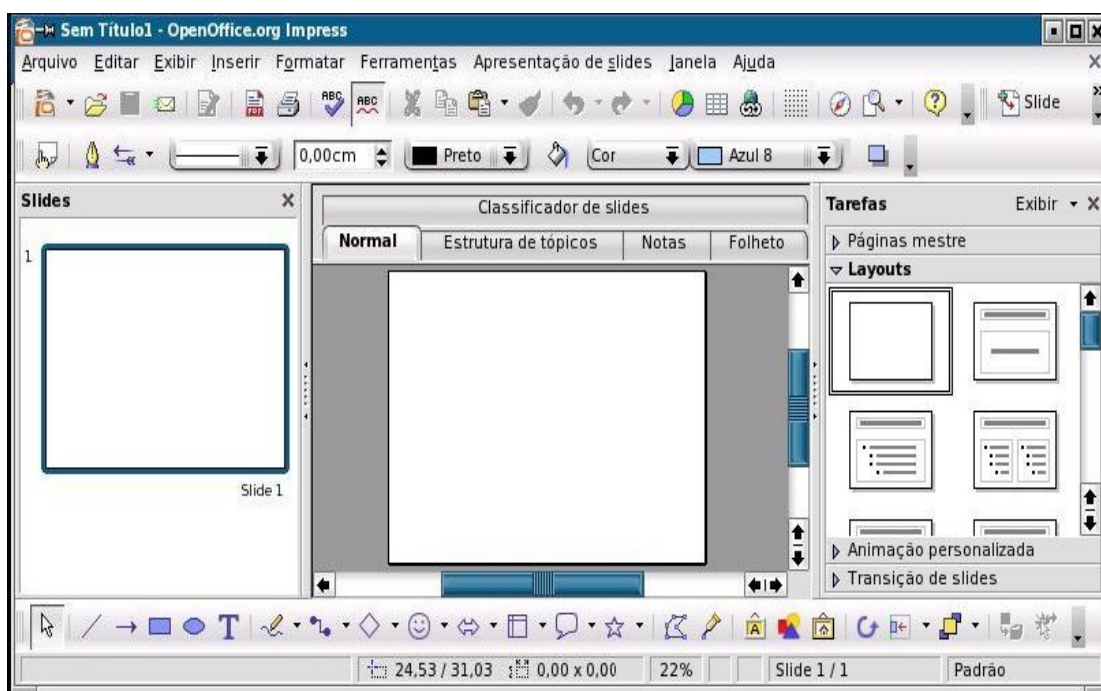 Sem Título1 - OpenOffice.org Impress
Arquivo Editar Exibir Inserir Formatar Ferramentas Apresentação de slides Janela Ajuda
ABC ABC Slide
0,00cm Preto Cor Azul 8
Slides
1
Slide 1
Classificador de slides
Normal Estrutura de tópicos Notas Folheto
Tarefas Exibir
Páginas mestre
Layouts
Animação personalizada
Transição de slides
24,53 / 31,03 0,00 x 0,00 22% Slide 1 / 1 Padrão